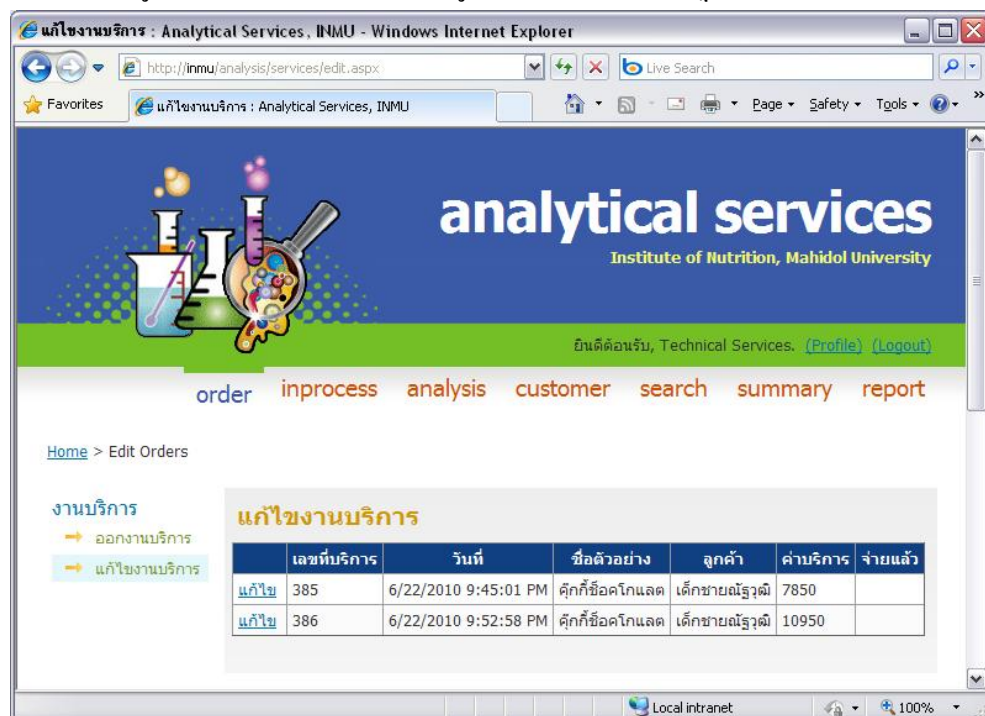 แก้ไขงานบริการ : Analytical Services, INMU - Windows Internet Explorer
http://inmu/analysis/services/edit.aspx
Live Search
Favorites
แก้ไขงานบริการ : Analytical Services, INMU
Page
Safety
Tools
analytical services
Institute of Nutrition, Mahidol University
ยินดีต้อนรับ, Technical Services. (Profile) (Logout)
order inprocess analysis customer search summary report
Home > Edit Orders
งานบริการ
ออกงานบริการ
แก้ไขงานบริการ
แก้ไขงานบริการ
เลขที่บริการ วันที่ ชื่อตัวอย่าง ลูกค้า ค่าบริการ จ่ายแล้ว
แก้ไข 385 6/22/2010 9:45:01 PM คุ๊กกี้ช็อคโกแลต เด็กชายณัฐวุฒิ 7850
แก้ไข 386 6/22/2010 9:52:58 PM คุ๊กกี้ช็อคโกแลต เด็กชายณัฐวุฒิ 10950
Local intranet
100%